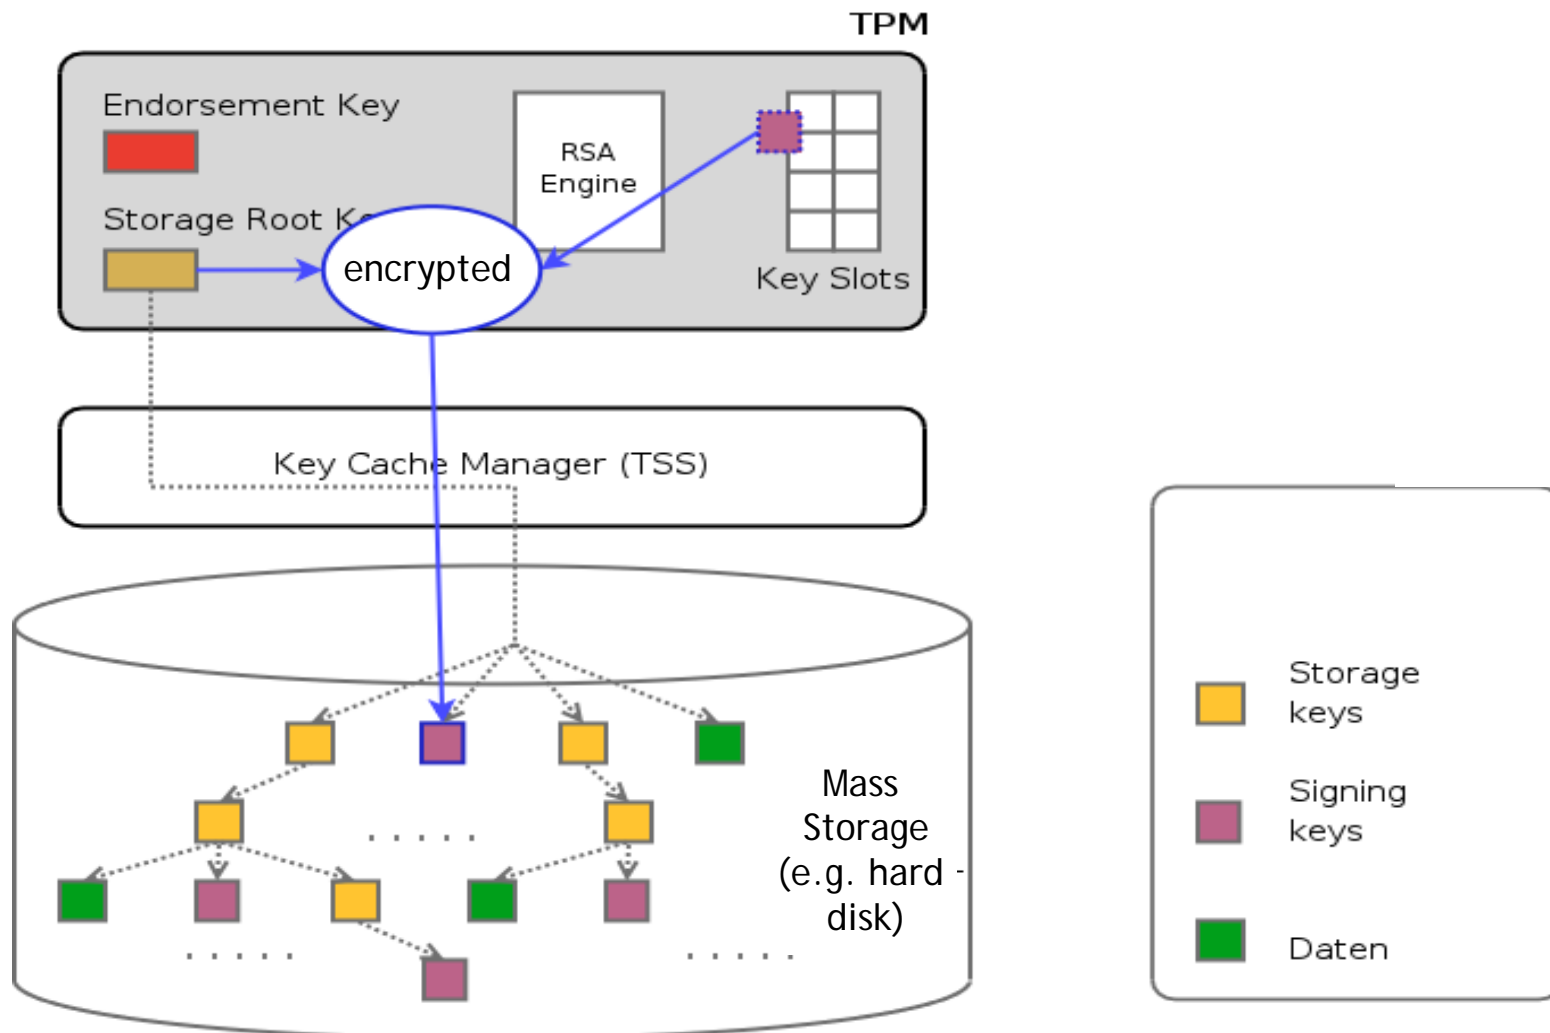 TPM
Endorsement Key
RSA
Engine
Storage Root Ke
encrypted
Key Slots
Key Cache Manager (TSS)
Mass
Storage
(e.g. hard -
disk)
Storage
keys
Signing
keys
Daten